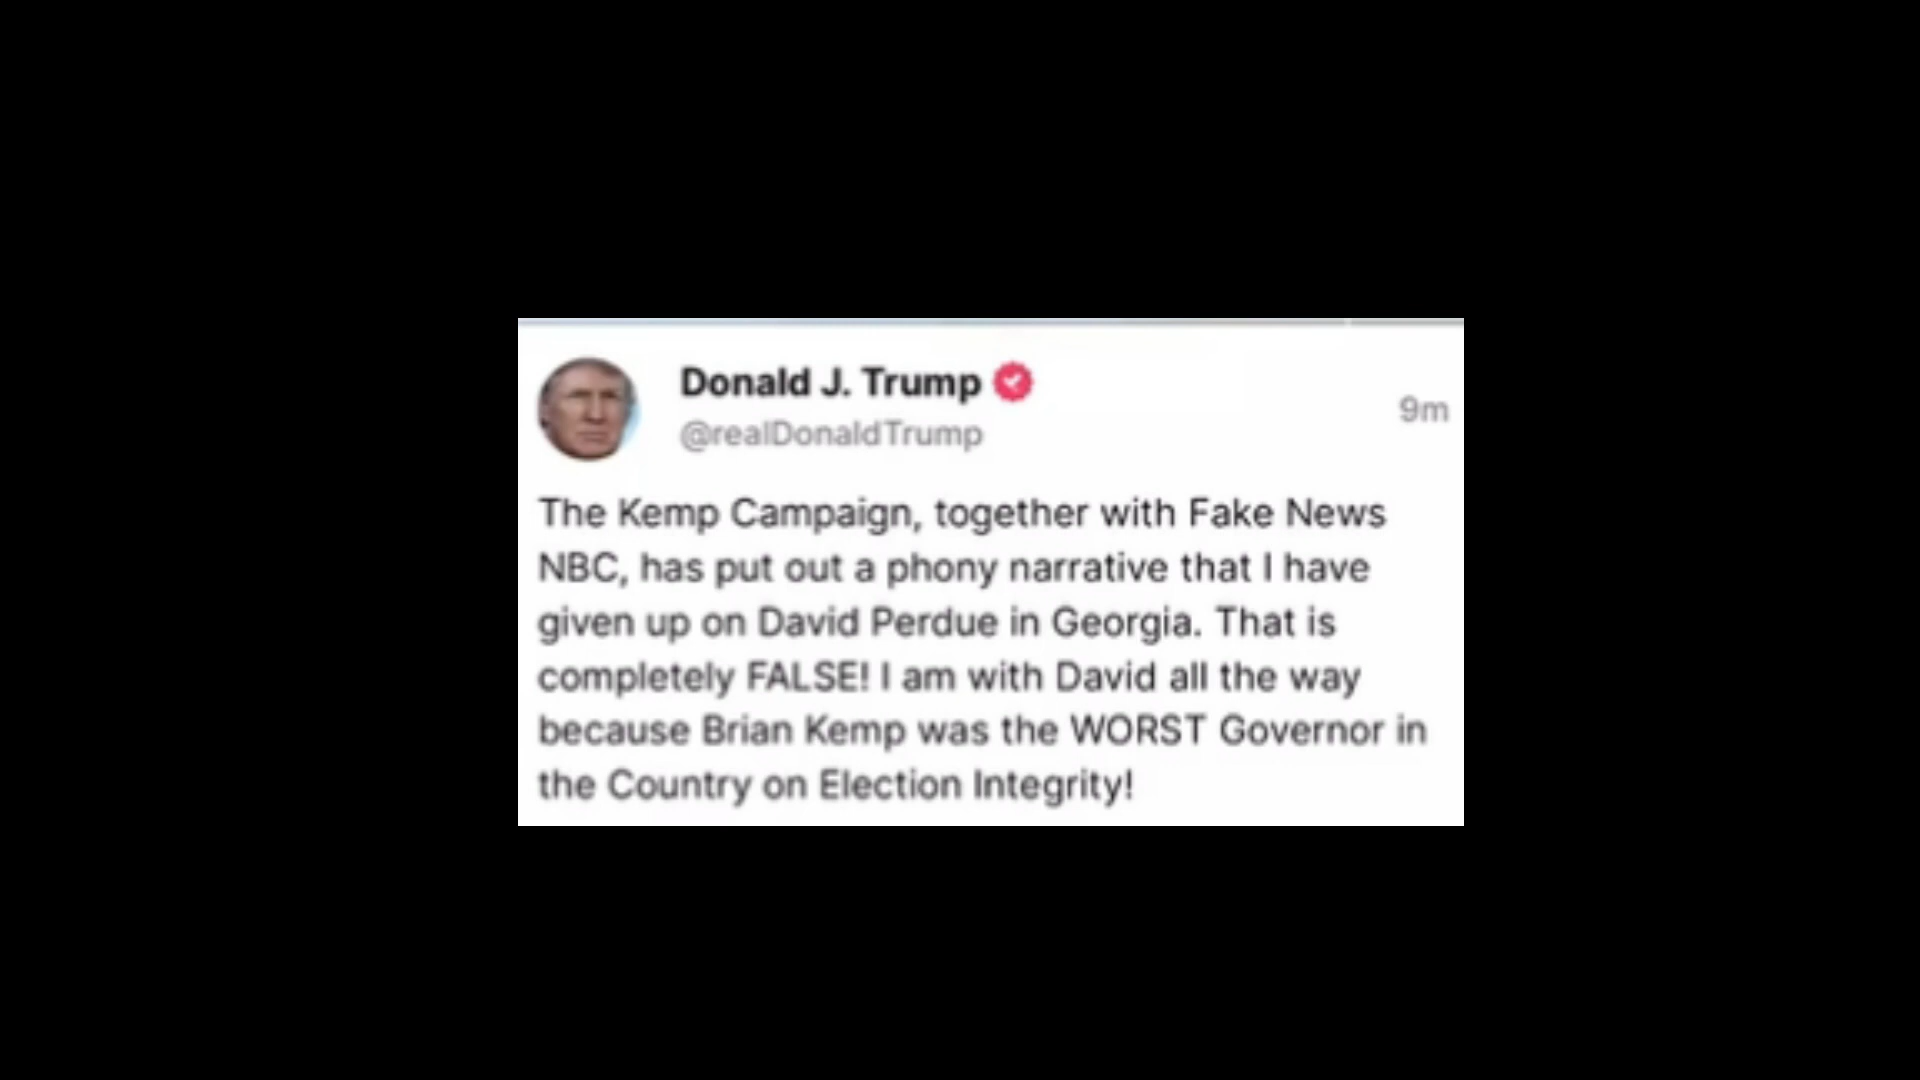 Donald J. Trump
@realDonaldTrump
9m
The Kemp Campaign, together with Fake News
NBC, has put out a phony narrative that I have
given up on David Perdue in Georgia. That is
completely FALSE! I am with David all the way
because Brian Kemp was the WORST Governor in
the Country on Election Integrity!